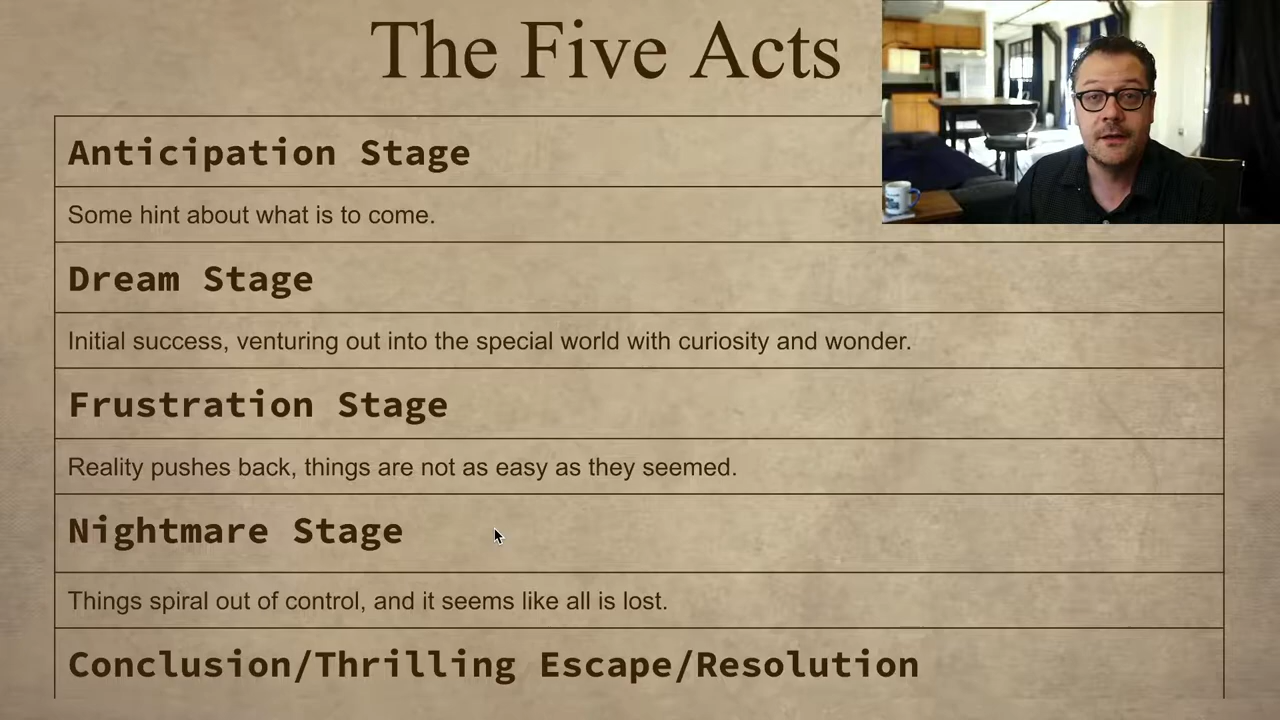 The Five Acts
Anticipation Stage
Some hint about what is to come.
Dream Stage
Initial success, venturing out into the special world with curiosity and wonder.
Frustration Stage
Reality pushes back, things are not as easy as they seemed.
Nightmare Stage
Things spiral out of control, and it seems like all is lost.
Conclusion/Thrilling Escape/Resolution